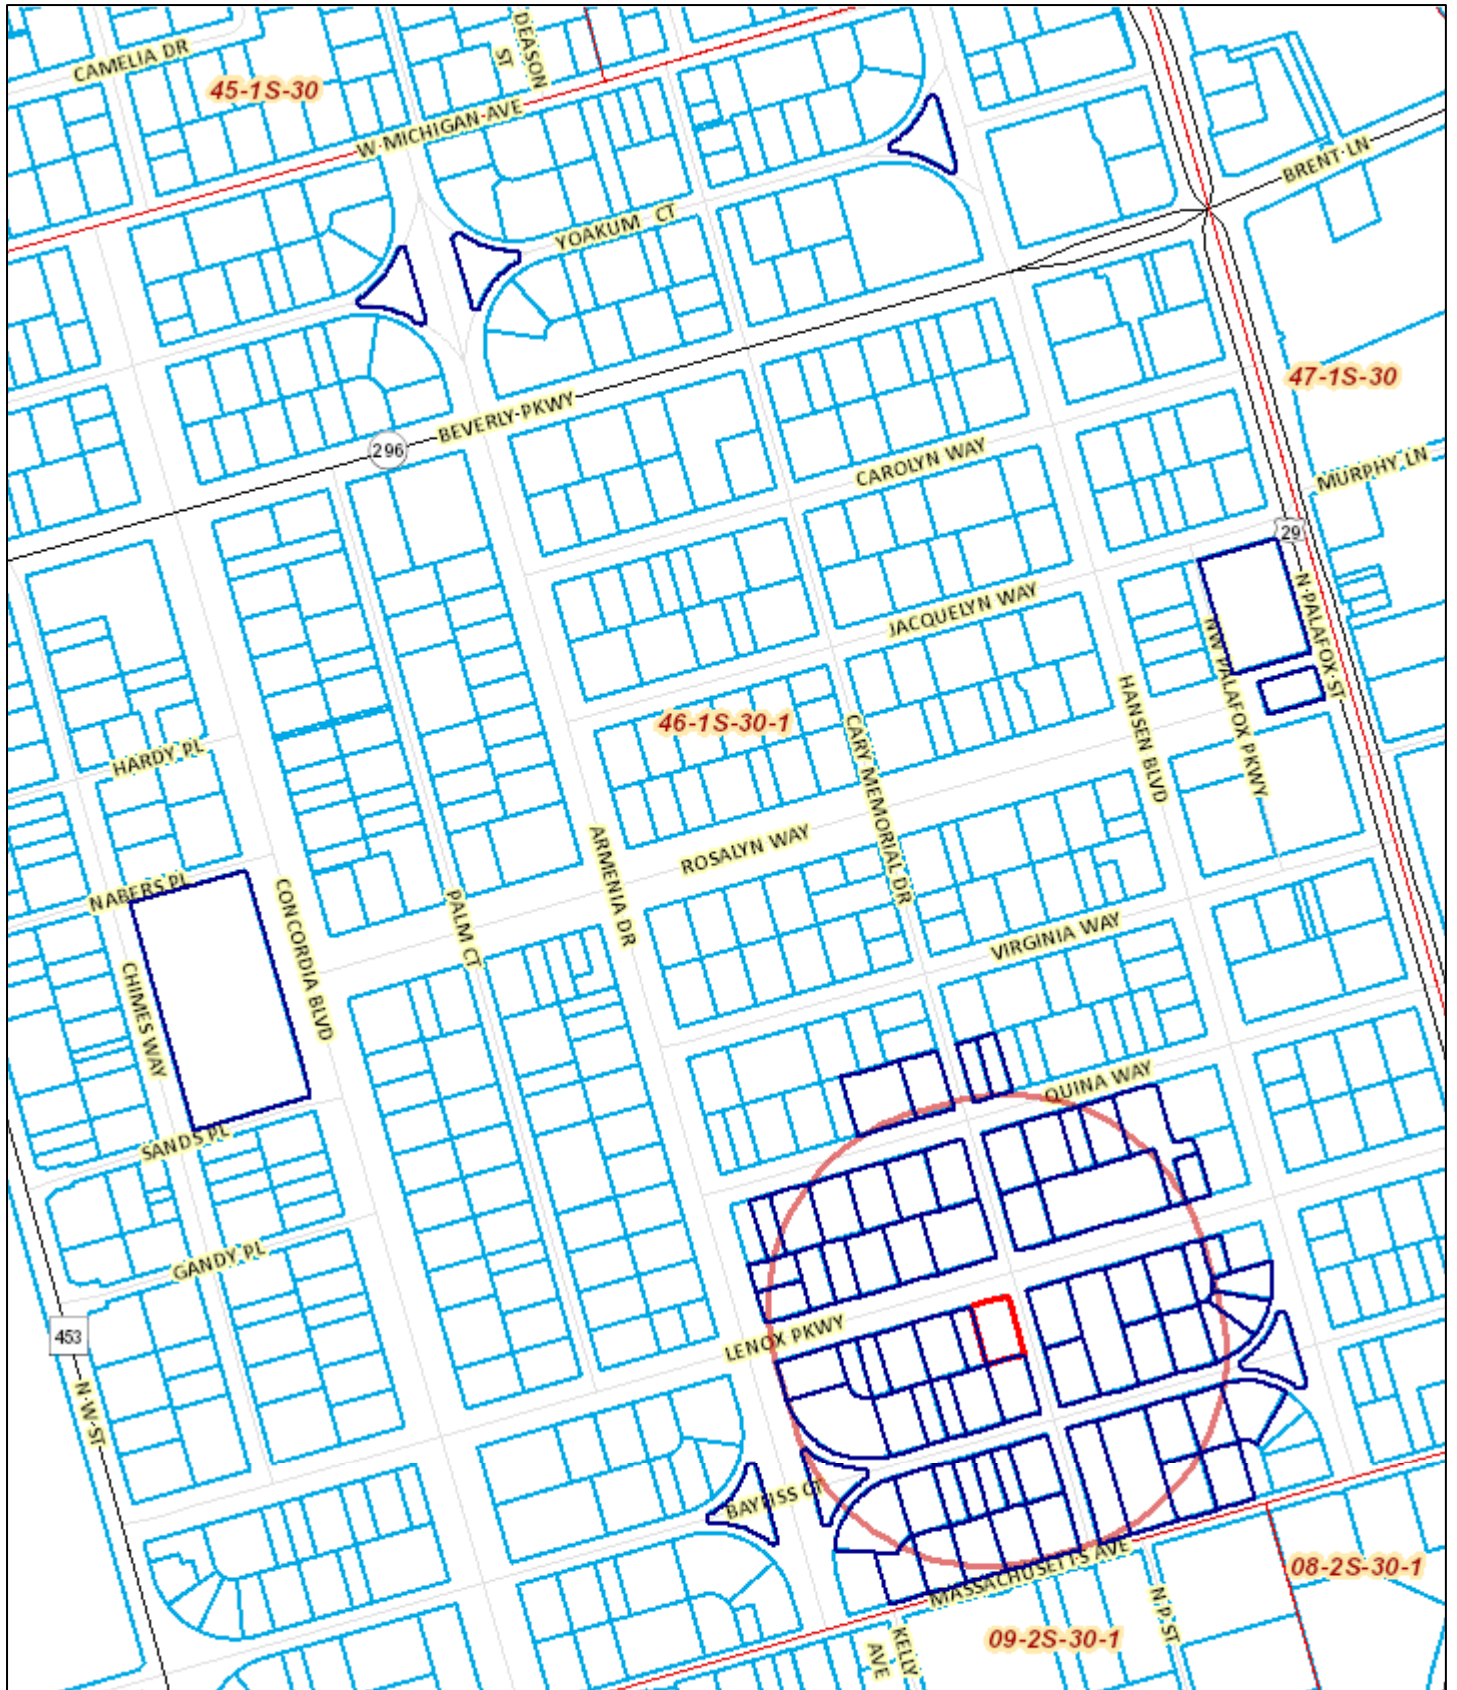 CAMELIA DR
DEASON
ST
45-1S-30
W MICHIGAN AVE
BRENT LN
YOAKUM CT
47-1S-30
BEVERLY PKWY
296
CAROLYN WAY
MURPHY LN
29
JACQUELYN WAY
N PALAFOX ST
NW PALAFOX PKWY
HANSEN BLVD
46-1S-30-1
CARY MEMORIAL DR
HARDY PL
ROSALYN WAY
ARMENIA DR
NABERS PL
CONCORDIA BLVD
PALM CT
VIRGINIA WAY
CHIMES WAY
QUINA WAY
SANDS PL
GANDY PL
LENOX PKWY
453
N W ST
BAYLISS CT
MASSACHUSETTS AVE
08-2S-30-1
N P ST
09-2S-30-1
KELLY
AVE